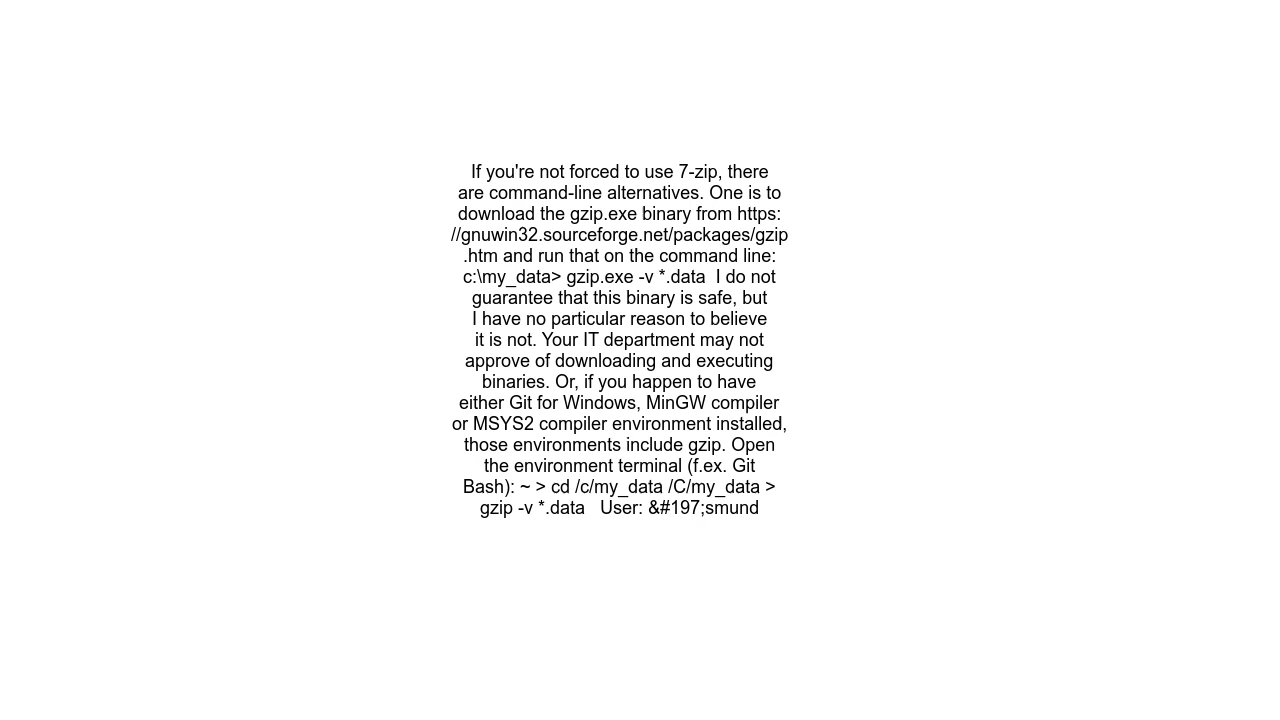 If you're not forced to use 7-zip, there
are command-line alternatives. One is to
download the gzip.exe binary from https:
//gnuwin32.sourceforge.net/packages/gzip
.htm and run that on the command line:
c:\my_data> gzip.exe -v *.data  I do not
guarantee that this binary is safe, but
I have no particular reason to believe
it is not. Your IT department may not
approve of downloading and executing
binaries. Or, if you happen to have
either Git for Windows, MinGW compiler
or MSYS2 compiler environment installed,
those environments include gzip. Open
the environment terminal (f.ex. Git
Bash): ~ > cd /c/my_data /C/my_data >
gzip -v *.data   User: &#197;smund